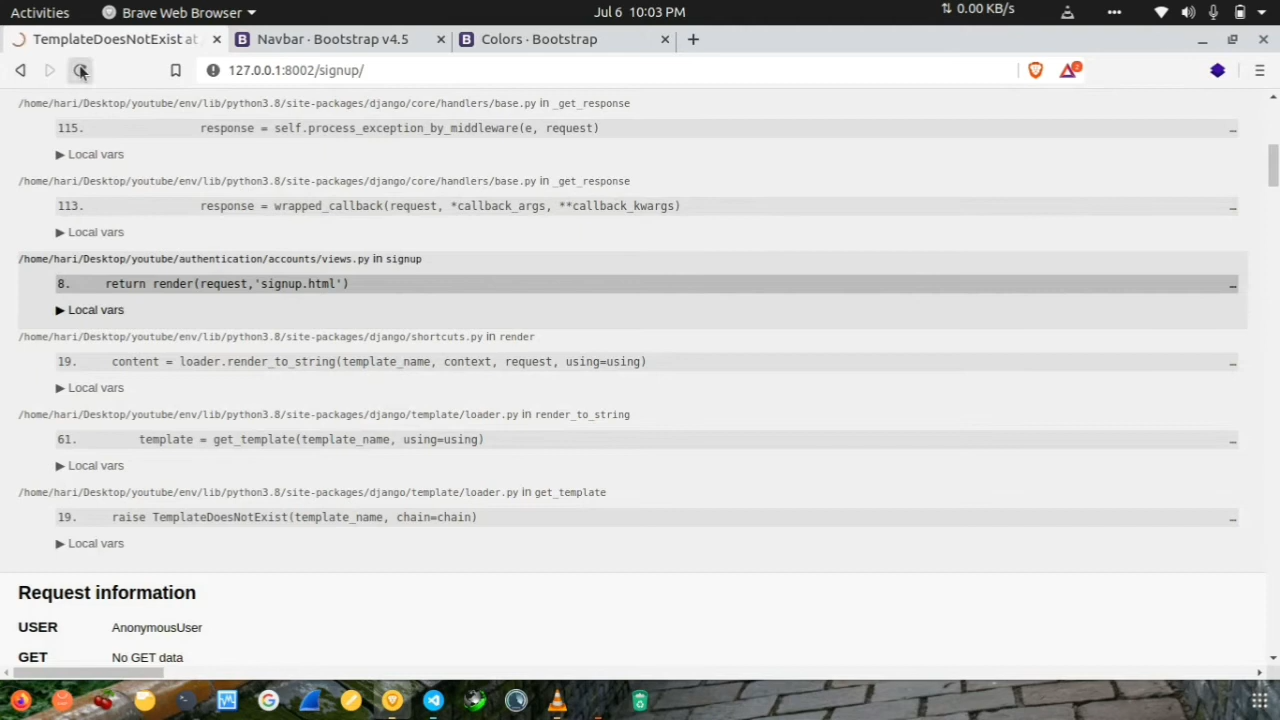 Activities Brave Web Browser Jul 6 10:03 PM 0.00 KB/s
TemplateDoesNotExist at Navbar · Bootstrap v4.5 Colors · Bootstrap
127.0.0.1:8002/signup/ 2
/home/hari/Desktop/youtube/env/lib/python3.8/site-packages/django/core/handlers/base.py in _get_response
115. response = self.process_exception_by_middleware(e, request) …
▶ Local vars
/home/hari/Desktop/youtube/env/lib/python3.8/site-packages/django/core/handlers/base.py in _get_response
113. response = wrapped_callback(request, *callback_args, **callback_kwargs) …
▶ Local vars
/home/hari/Desktop/youtube/authentication/accounts/views.py in signup
8. return render(request,'signup.html') …
▶ Local vars
/home/hari/Desktop/youtube/env/lib/python3.8/site-packages/django/shortcuts.py in render
19. content = loader.render_to_string(template_name, context, request, using=using) …
▶ Local vars
/home/hari/Desktop/youtube/env/lib/python3.8/site-packages/django/template/loader.py in render_to_string
61. template = get_template(template_name, using=using) …
▶ Local vars
/home/hari/Desktop/youtube/env/lib/python3.8/site-packages/django/template/loader.py in get_template
19. raise TemplateDoesNotExist(template_name, chain=chain) …
▶ Local vars
Request information
USER AnonymousUser
GET No GET data